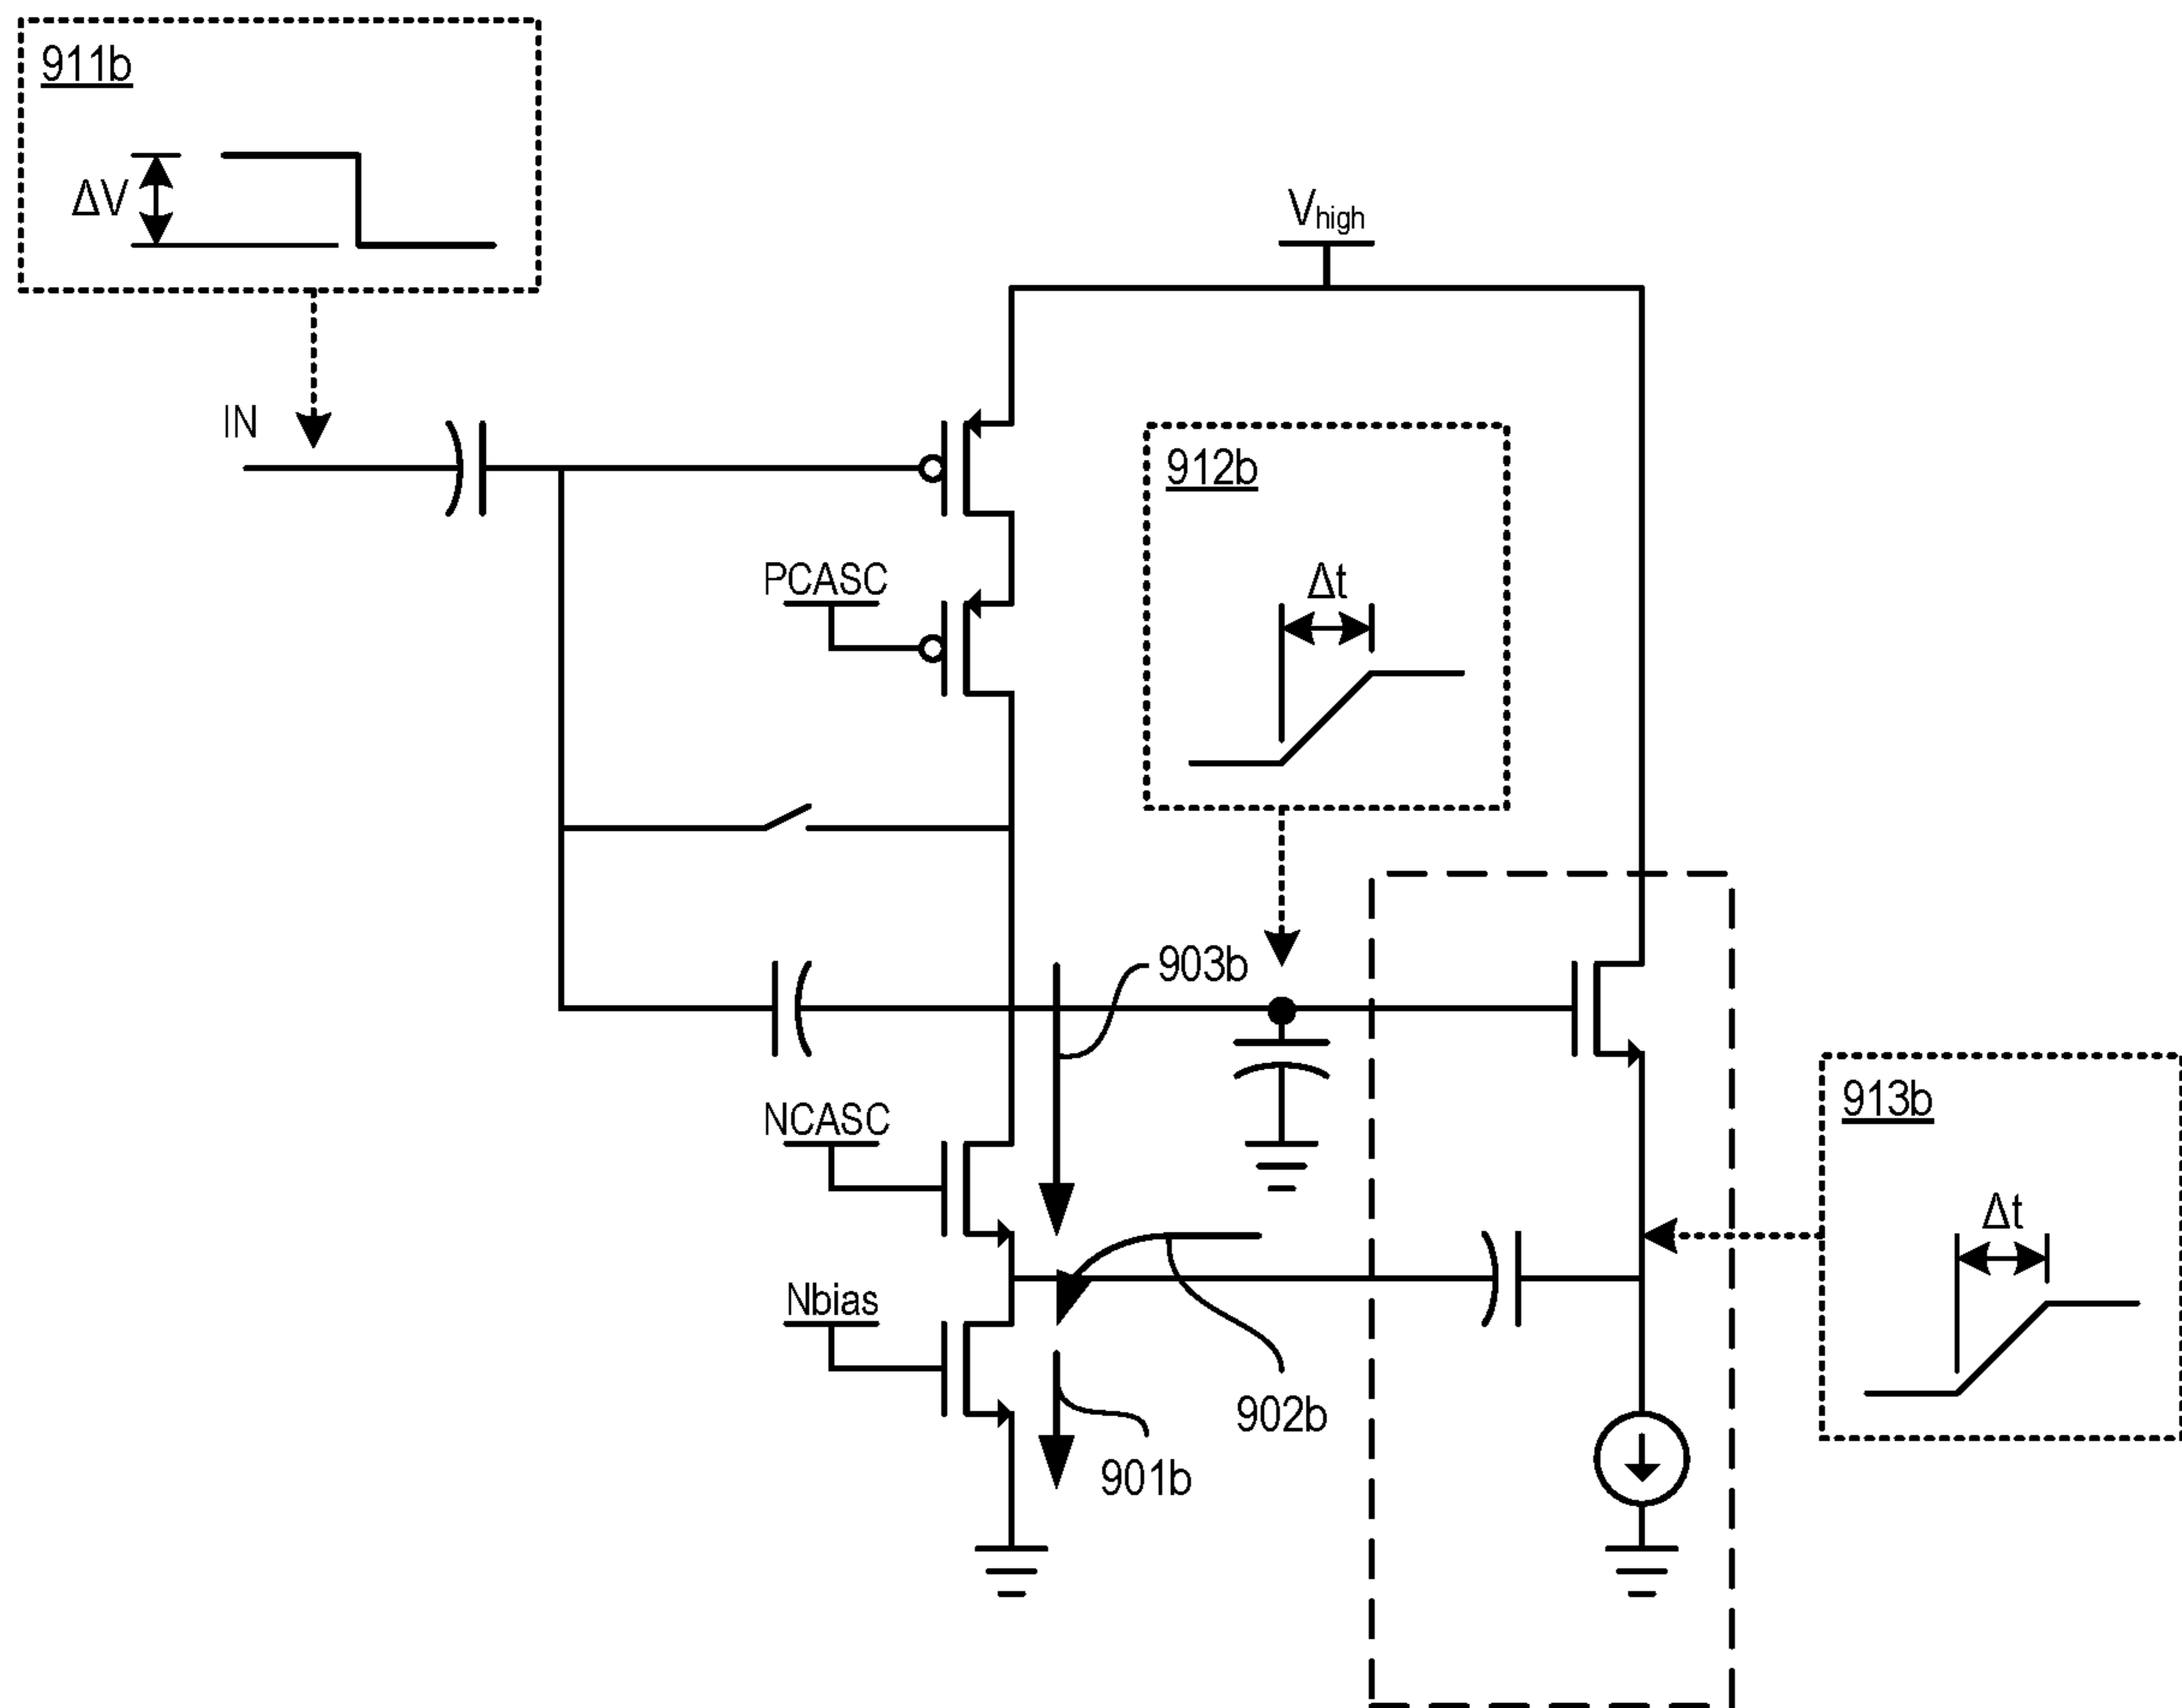 911b
ΔV
Vhigh
IN
912b
PCASC
Δt
903b
913b
NCASC
Δt
Nbias
902b
901b